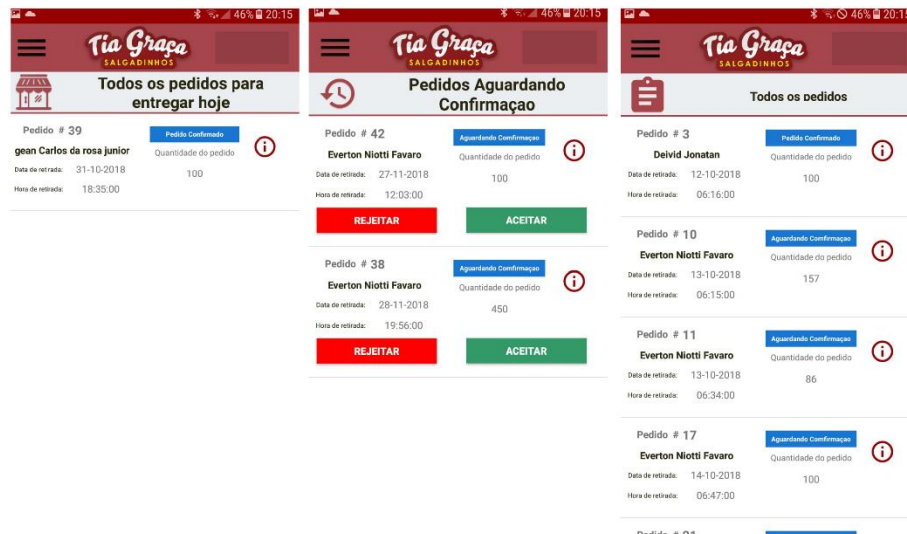 46% 20:15
Tia Graça
SALGADINHOS
Todos os pedidos para
entregar hoje
Pedido # 39
Pedido Confirmado
gean Carlos da rosa junior
Quantidade do pedido
Data de retirada: 31-10-2018
100
Hora de retirada: 18:35:00
46% 20:15
Tia Graça
SALGADINHOS
Pedidos Aguardando
Confirmaçao
Pedido # 42
Aguardando Comfirmaçao
Everton Niotti Favaro
Quantidade do pedido
Data de retirada: 27-11-2018
100
Hora de retirada: 12:03:00
REJEITAR
ACEITAR
Pedido # 38
Aguardando Comfirmaçao
Everton Niotti Favaro
Quantidade do pedido
Data de retirada: 28-11-2018
450
Hora de retirada: 19:56:00
REJEITAR
ACEITAR
46% 20:15
Tia Graça
SALGADINHOS
Todos os pedidos
Pedido # 3
Pedido Confirmado
Deivid Jonatan
Quantidade do pedido
Data de retirada: 12-10-2018
100
Hora de retirada: 06:16:00
Pedido # 10
Aguardando Comfirmaçao
Everton Niotti Favaro
Quantidade do pedido
Data de retirada: 13-10-2018
157
Hora de retirada: 06:15:00
Pedido # 11
Aguardando Comfirmaçao
Everton Niotti Favaro
Quantidade do pedido
Data de retirada: 13-10-2018
86
Hora de retirada: 06:34:00
Pedido # 17
Aguardando Comfirmaçao
Everton Niotti Favaro
Quantidade do pedido
Data de retirada: 14-10-2018
100
Hora de retirada: 06:47:00